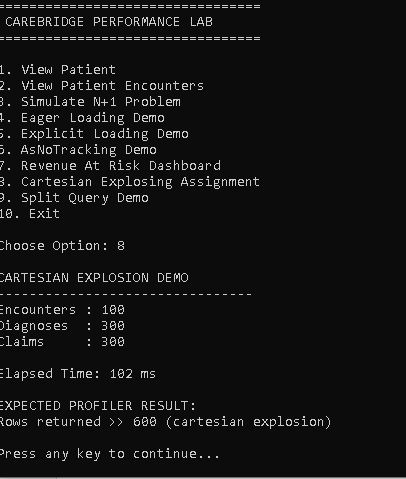 =================================
CAREBRIDGE PERFORMANCE LAB
=================================
1. View Patient
2. View Patient Encounters
3. Simulate N+1 Problem
4. Eager Loading Demo
5. Explicit Loading Demo
6. AsNoTracking Demo
7. Revenue At Risk Dashboard
8. Cartesian Explosing Assignment
9. Split Query Demo
10. Exit
Choose Option: 8
CARTESIAN EXPLOSION DEMO
--------------------------------
Encounters : 100
Diagnoses  : 300
Claims     : 300
Elapsed Time: 102 ms
EXPECTED PROFILER RESULT:
Rows returned >> 600 (cartesian explosion)
Press any key to continue...